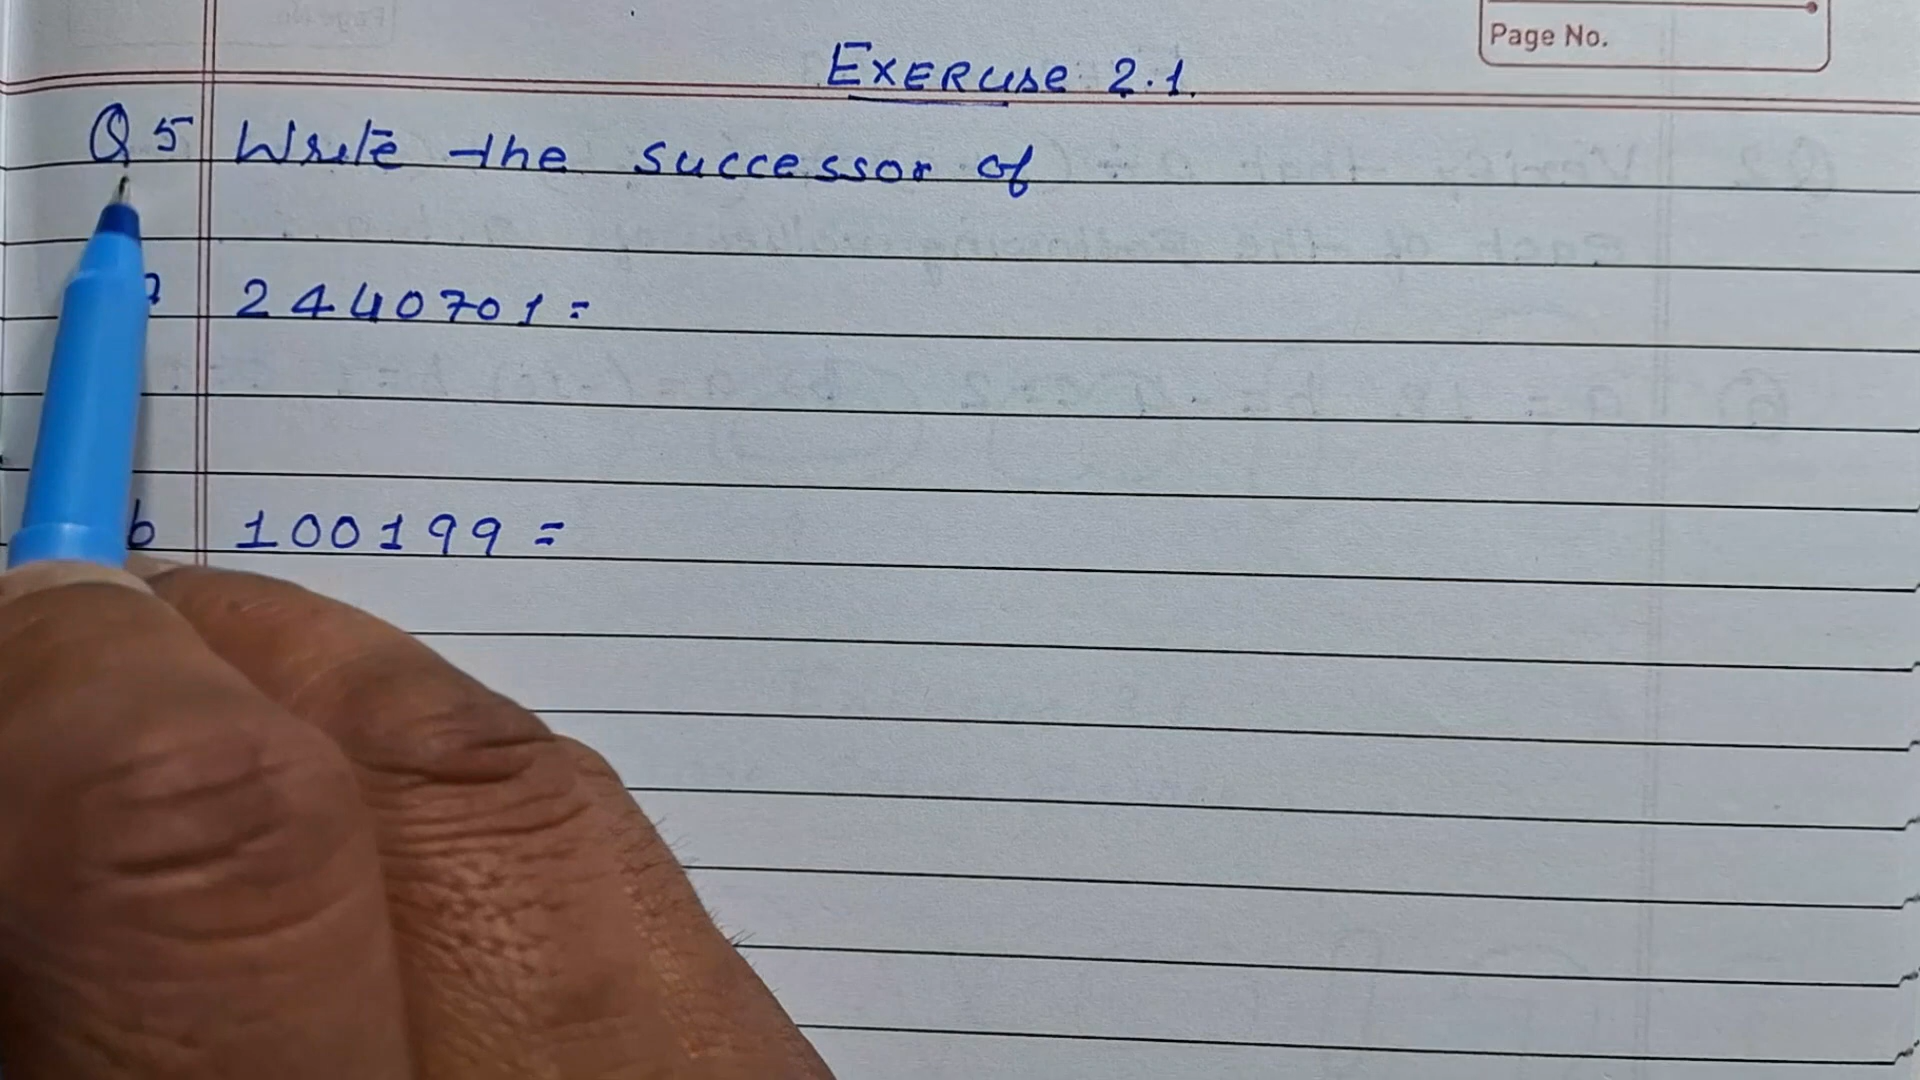 Page No.
Exercise 2.1.
Q 5 Write the successor of
2440701=
b 100199=